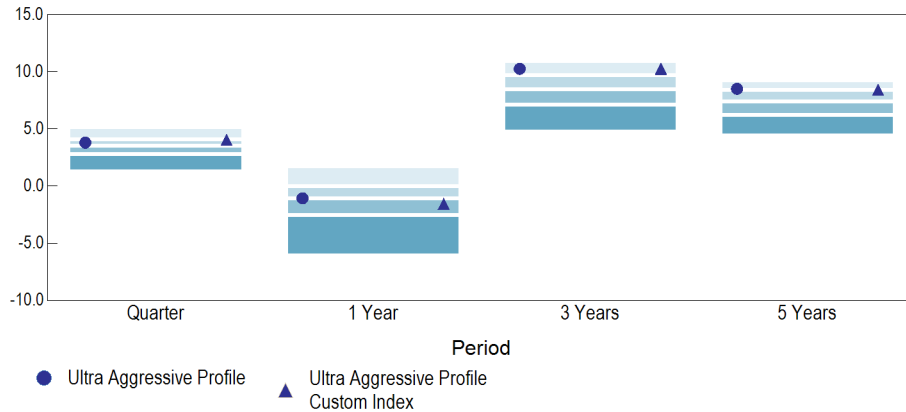 15.0
10.0
5.0
0.0
-5.0
-10.0
Quarter
1 Year
3 Years
5 Years
Period
Ultra Aggressive Profile
Ultra Aggressive Profile
Custom Index